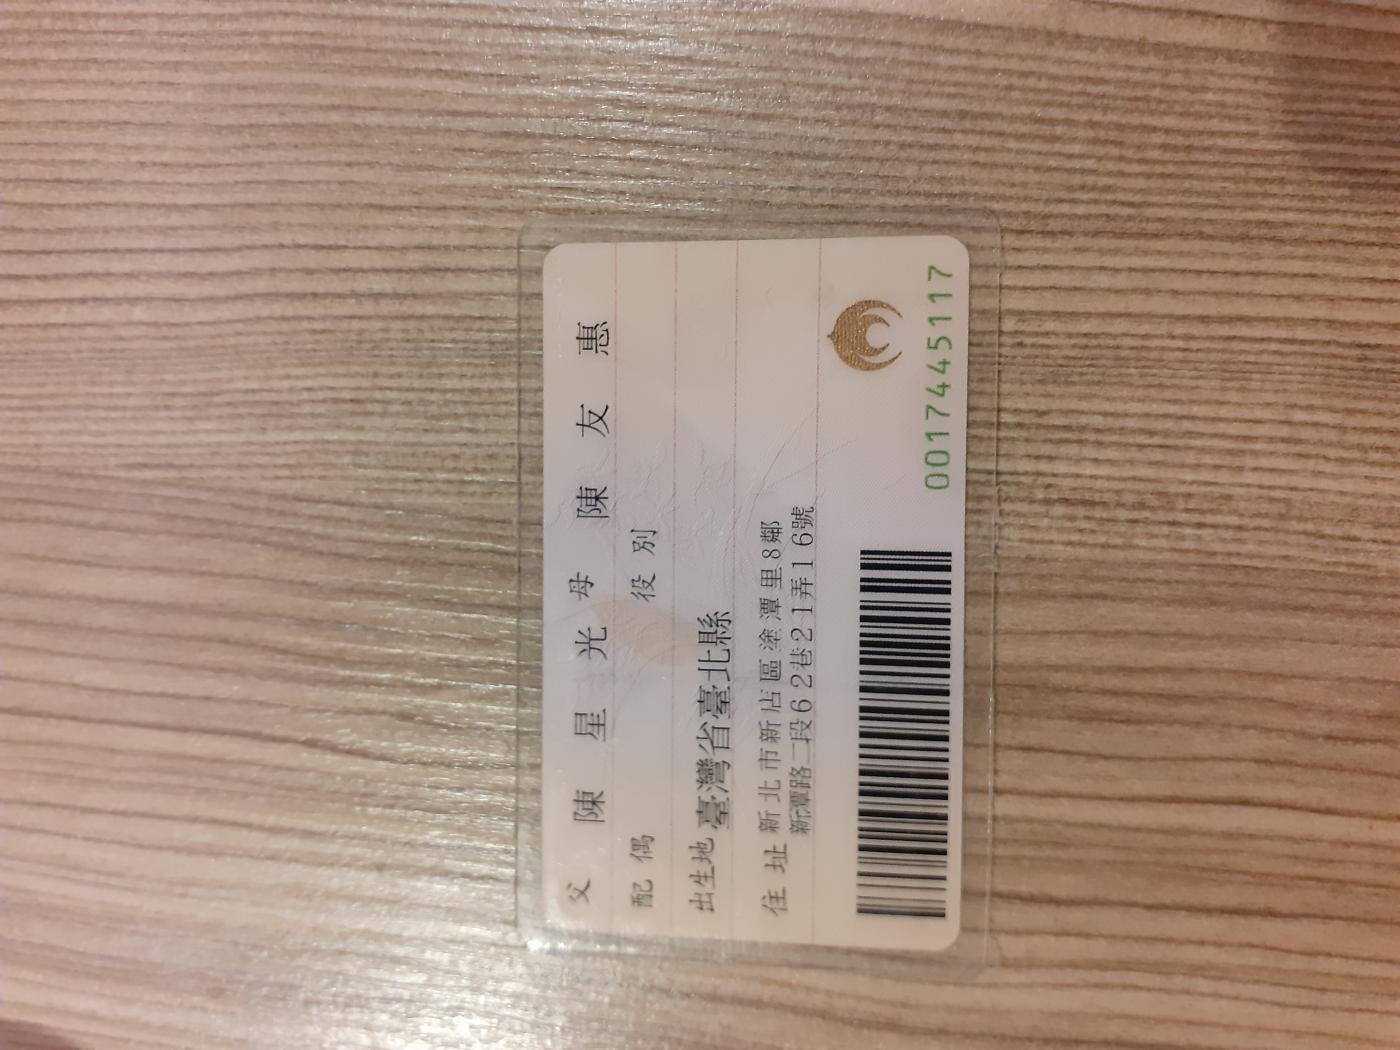 父 陳星光 母 陳友惠
配偶 役別
出生地 臺灣省臺北縣
住址 新北市新店區塗潭里8鄰
新潭路二段62巷21弄16號
0017445117